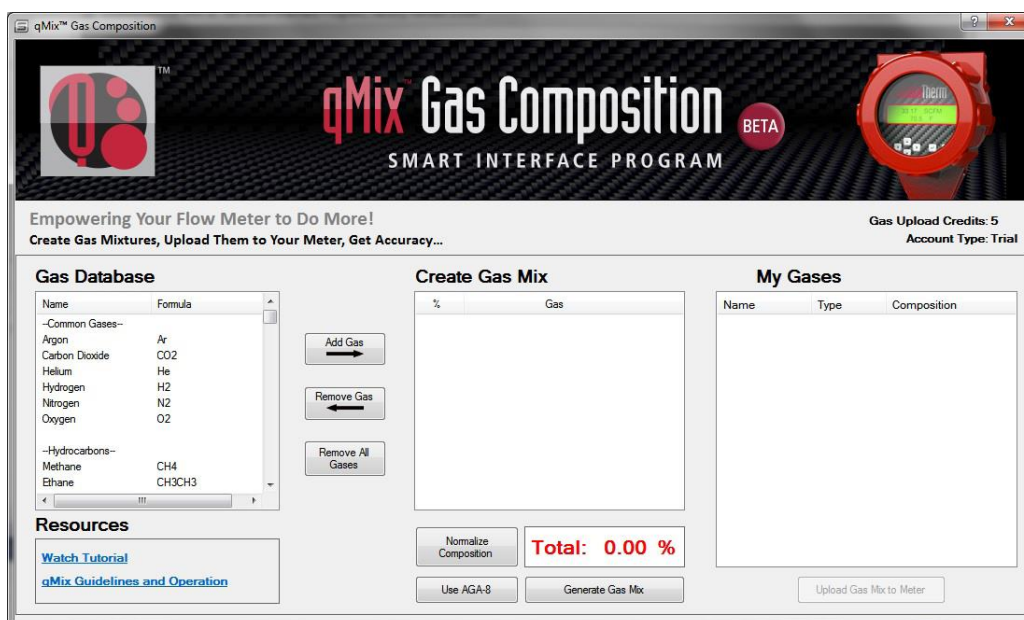 qMix™ Gas Composition
TM
qMix™ Gas Composition
BETA
SMART INTERFACE PROGRAM
Therm
Empowering Your Flow Meter to Do More!
Create Gas Mixtures, Upload Them to Your Meter, Get Accuracy...
Gas Upload Credits: 5
Account Type: Trial
Gas Database
Name Formula
--Common Gases--
Argon Ar
Carbon Dioxide CO2
Helium He
Hydrogen H2
Nitrogen N2
Oxygen O2
--Hydrocarbons--
Methane CH4
Ethane CH3CH3
Add Gas
Remove Gas
Remove All
Gases
Create Gas Mix
% Gas
My Gases
Name Type Composition
Resources
Watch Tutorial
qMix Guidelines and Operation
Normalize
Composition
Total: 0.00 %
Use AGA-8
Generate Gas Mix
Upload Gas Mix to Meter